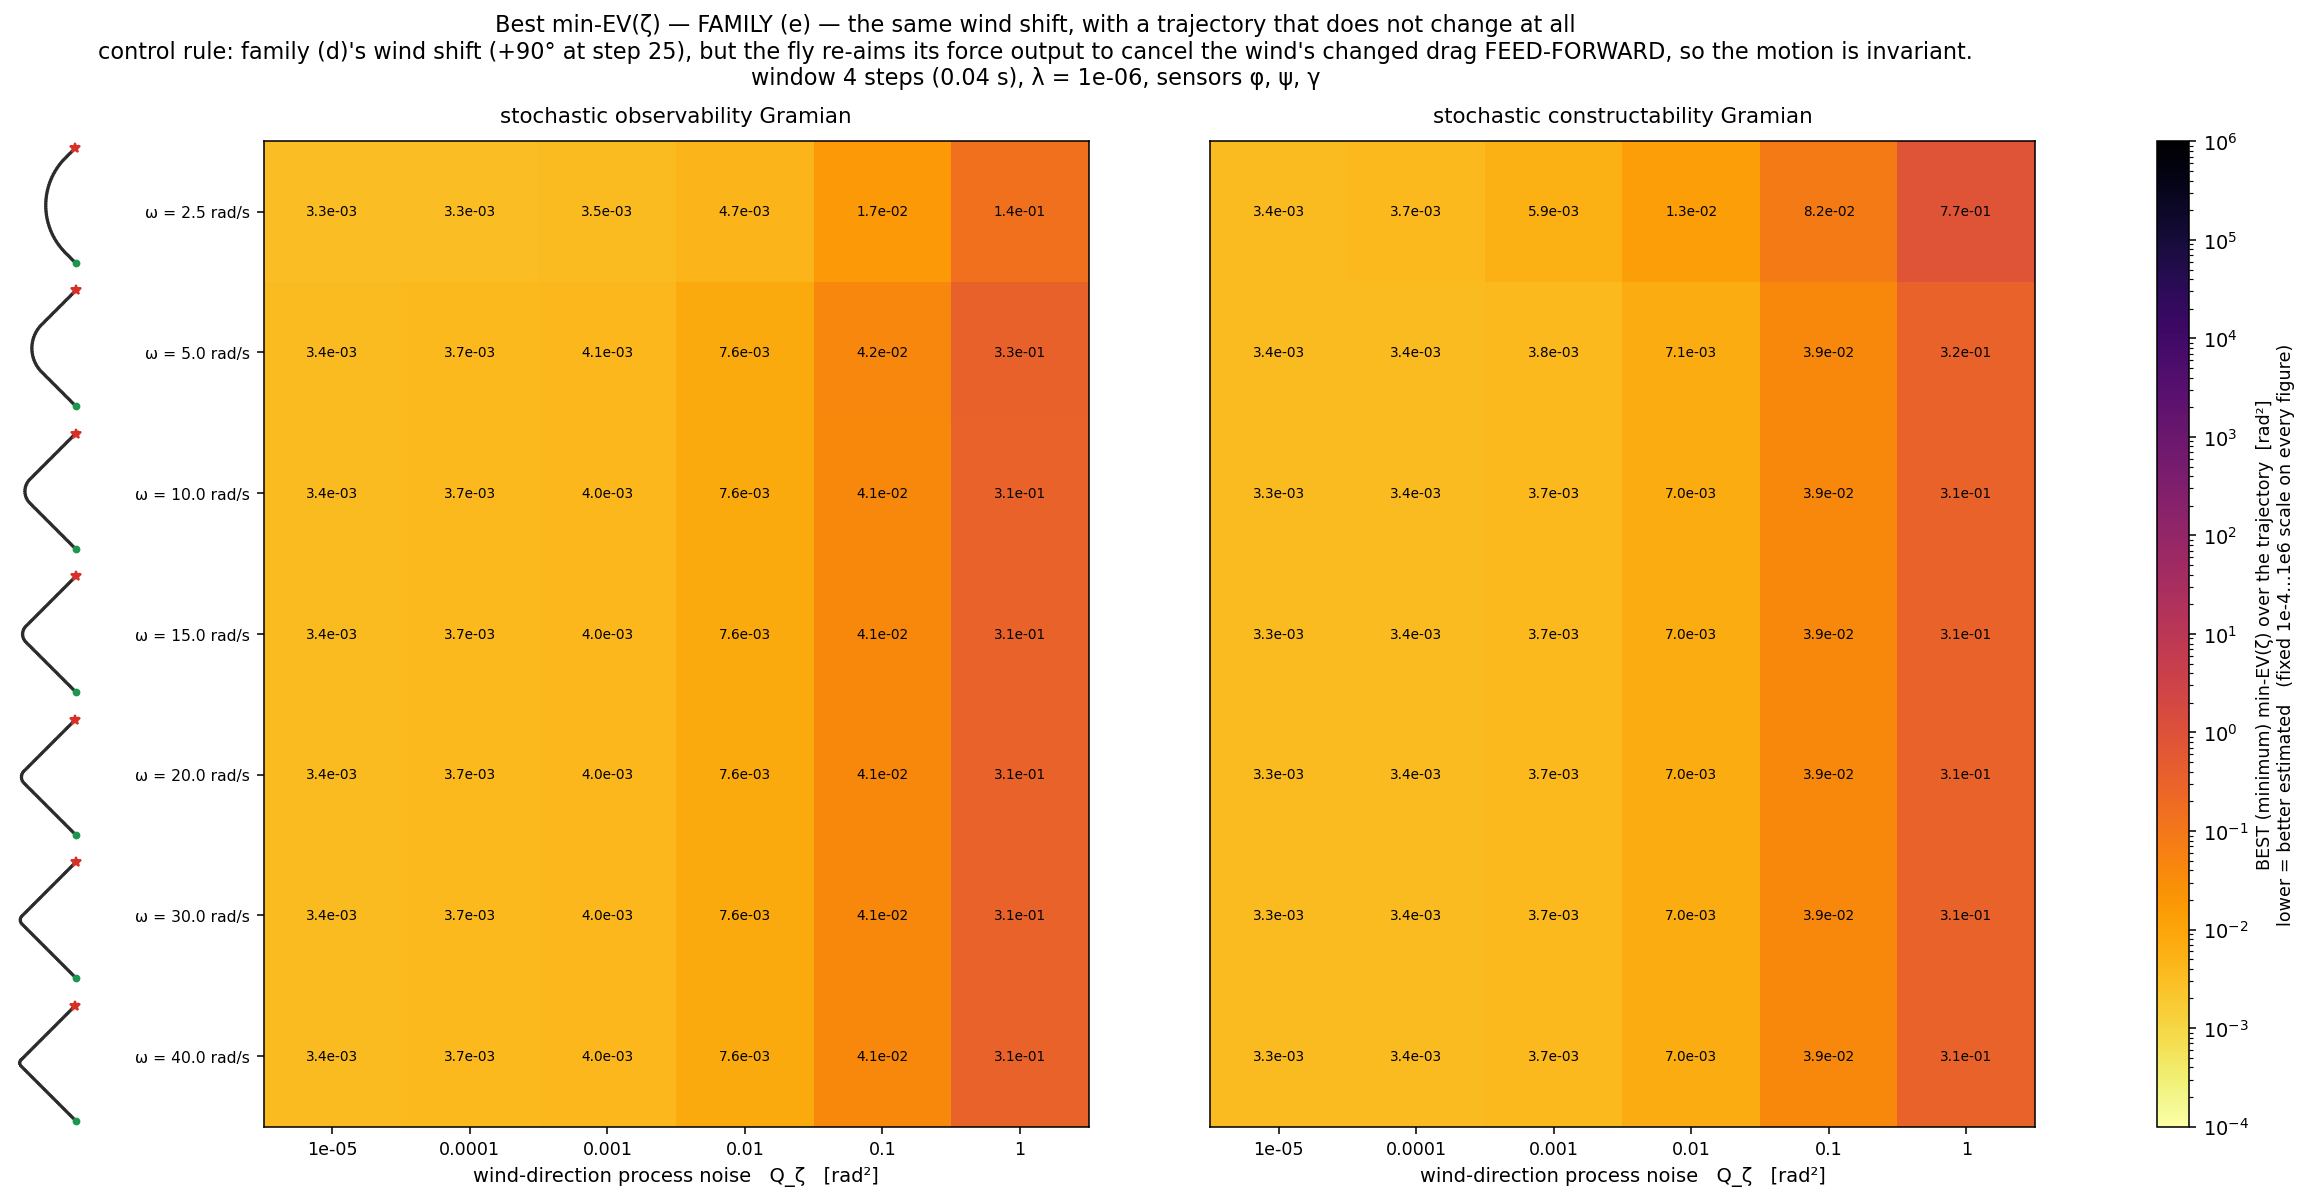 Best min-EV(ζ) — FAMILY (e) — the same wind shift, with a trajectory that does not change at all
control rule: family (d)'s wind shift (+90° at step 25), but the fly re-aims its force output to cancel the wind's changed drag FEED-FORWARD, so the motion is invariant.
window 4 steps (0.04 s), λ = 1e-06, sensors φ, ψ, γ
stochastic observability Gramian
ω = 2.5 rad/s 3.3e-03 3.3e-03 3.5e-03 4.7e-03 1.7e-02 1.4e-01
ω = 5.0 rad/s 3.4e-03 3.7e-03 4.1e-03 7.6e-03 4.2e-02 3.3e-01
ω = 10.0 rad/s 3.4e-03 3.7e-03 4.0e-03 7.6e-03 4.1e-02 3.1e-01
ω = 15.0 rad/s 3.4e-03 3.7e-03 4.0e-03 7.6e-03 4.1e-02 3.1e-01
ω = 20.0 rad/s 3.4e-03 3.7e-03 4.0e-03 7.6e-03 4.1e-02 3.1e-01
ω = 30.0 rad/s 3.4e-03 3.7e-03 4.0e-03 7.6e-03 4.1e-02 3.1e-01
ω = 40.0 rad/s 3.4e-03 3.7e-03 4.0e-03 7.6e-03 4.1e-02 3.1e-01
1e-05 0.0001 0.001 0.01 0.1 1
wind-direction process noise Q_ζ [rad²]
stochastic constructability Gramian
3.4e-03 3.7e-03 5.9e-03 1.3e-02 8.2e-02 7.7e-01
3.4e-03 3.4e-03 3.8e-03 7.1e-03 3.9e-02 3.2e-01
3.3e-03 3.4e-03 3.7e-03 7.0e-03 3.9e-02 3.1e-01
3.3e-03 3.4e-03 3.7e-03 7.0e-03 3.9e-02 3.1e-01
3.3e-03 3.4e-03 3.7e-03 7.0e-03 3.9e-02 3.1e-01
3.3e-03 3.4e-03 3.7e-03 7.0e-03 3.9e-02 3.1e-01
3.3e-03 3.4e-03 3.7e-03 7.0e-03 3.9e-02 3.1e-01
1e-05 0.0001 0.001 0.01 0.1 1
wind-direction process noise Q_ζ [rad²]
10⁶
10⁵
10⁴
10³
10²
10¹
10⁰
10⁻¹
10⁻²
10⁻³
10⁻⁴
BEST (minimum) min-EV(ζ) over the trajectory [rad²]
lower = better estimated (fixed 1e-4...1e6 scale on every figure)